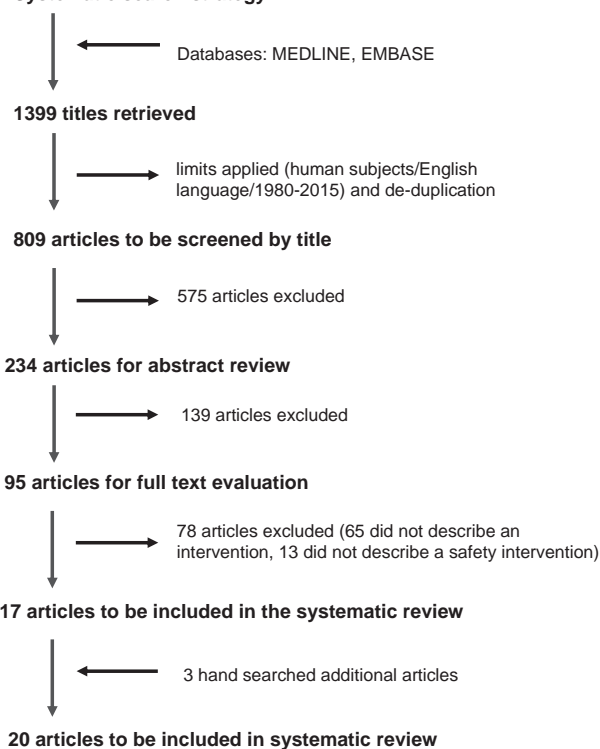 Databases: MEDLINE, EMBASE
1399 titles retrieved
limits applied (human subjects/English
language/1980-2015) and de-duplication
809 articles to be screened by title
575 articles excluded
234 articles for abstract review
139 articles excluded
95 articles for full text evaluation
78 articles excluded (65 did not describe an
intervention, 13 did not describe a safety intervention)
17 articles to be included in the systematic review
3 hand searched additional articles
20 articles to be included in systematic review